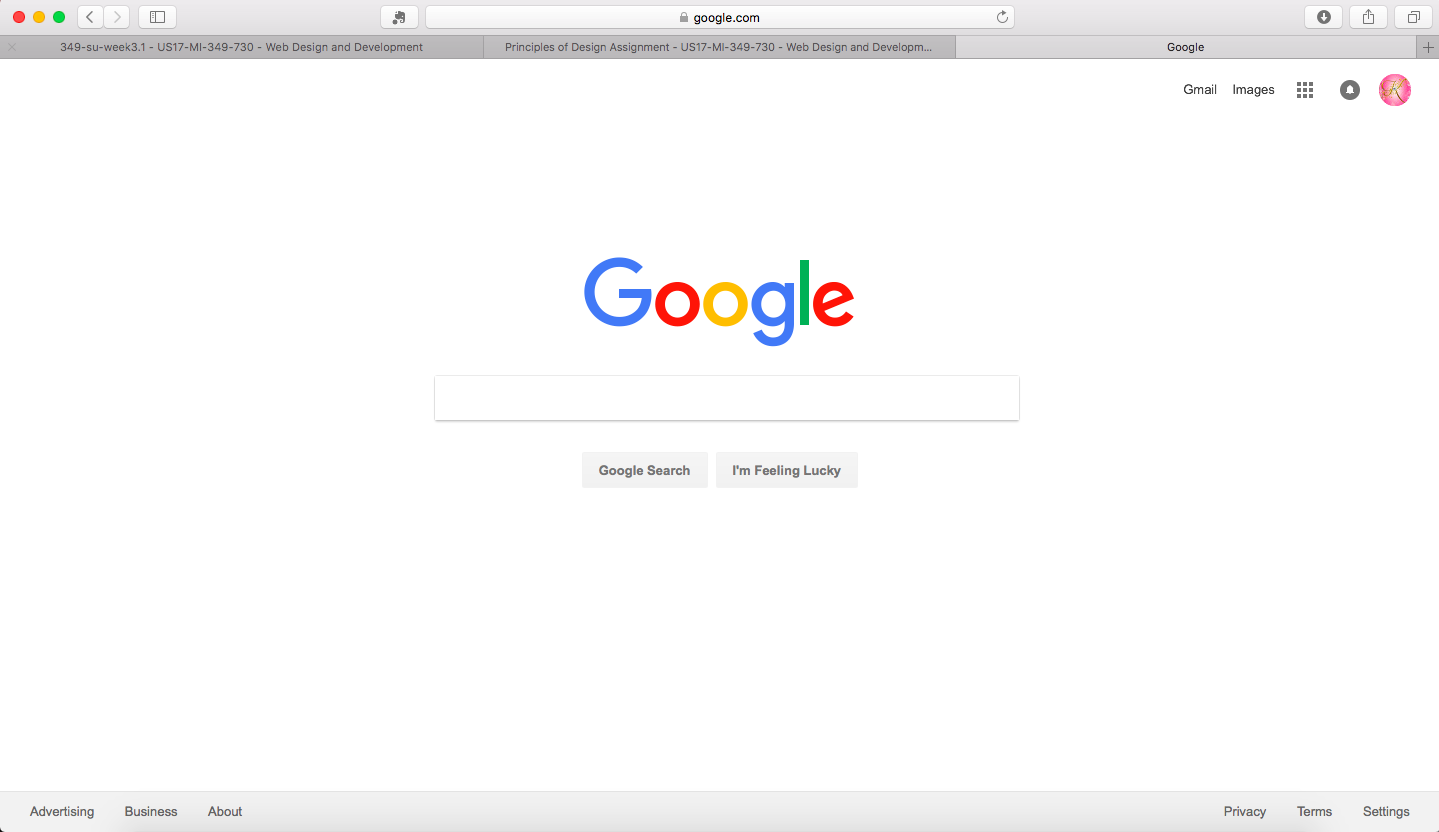 google.com
349-su-week3.1 - US17-MI-349-730 - Web Design and Development
Principles of Design Assignment - US17-MI-349-730 - Web Design and Developm...
Google
Gmail Images
K
Google
Google Search I'm Feeling Lucky
Advertising Business About Privacy Terms Settings